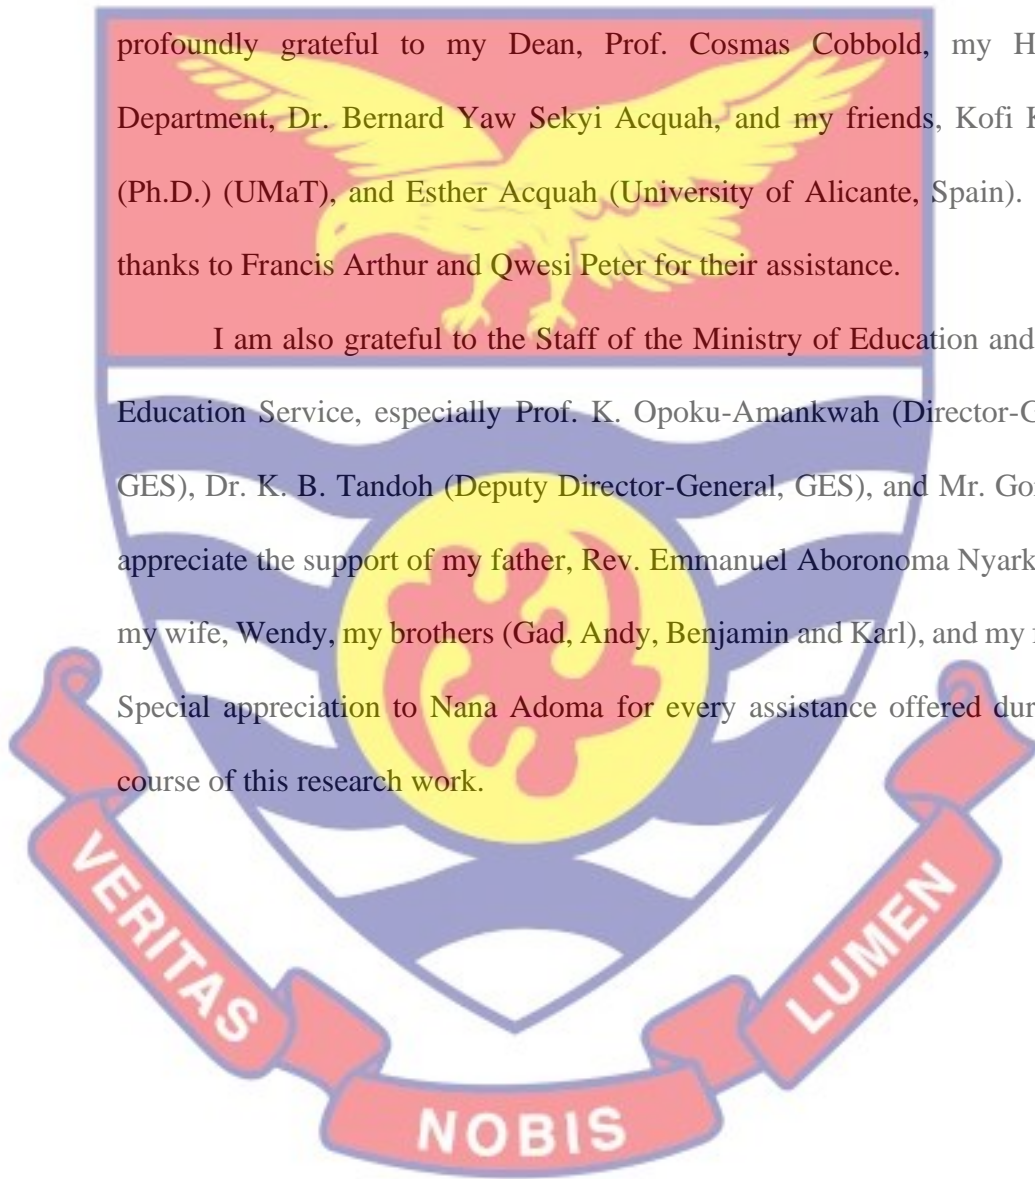 profoundly grateful to my Dean, Prof. Cosmas Cobbold, my H
Department, Dr. Bernard Yaw Sekyi Acquah, and my friends, Kofi K
(Ph.D.) (UMaT), and Esther Acquah (University of Alicante, Spain).
thanks to Francis Arthur and Qwesi Peter for their assistance.
I am also grateful to the Staff of the Ministry of Education and
Education Service, especially Prof. K. Opoku-Amankwah (Director-G
GES), Dr. K. B. Tandoh (Deputy Director-General, GES), and Mr. Go
appreciate the support of my father, Rev. Emmanuel Aboronoma Nyark
my wife, Wendy, my brothers (Gad, Andy, Benjamin and Karl), and my
Special appreciation to Nana Adoma for every assistance offered dur
course of this research work.
VERITAS
NOBIS
LUMEN